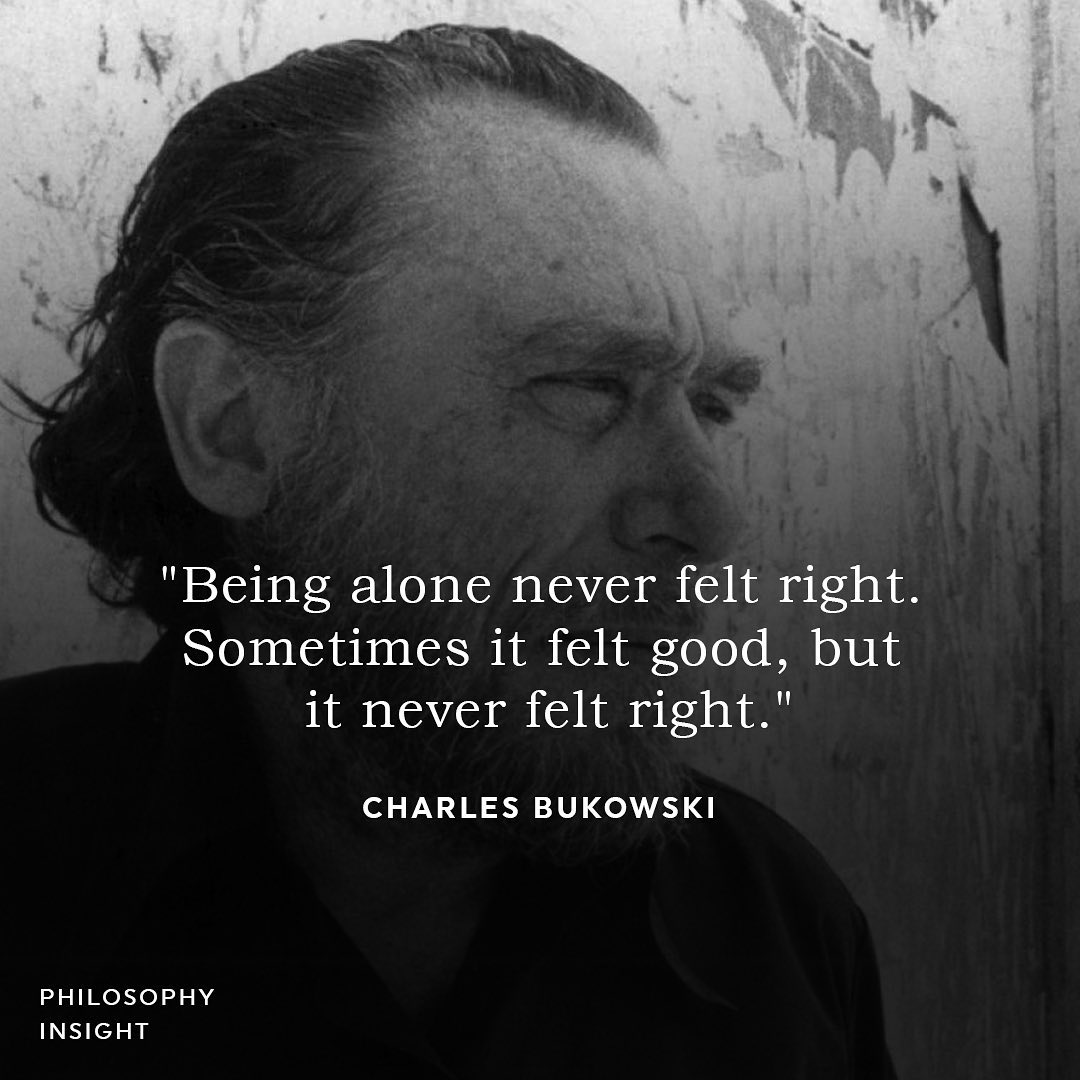 "Being alone never felt right.
Sometimes it felt good, but
it never felt right."
CHARLES BUKOWSKI
PHILOSOPHY
INSIGHT